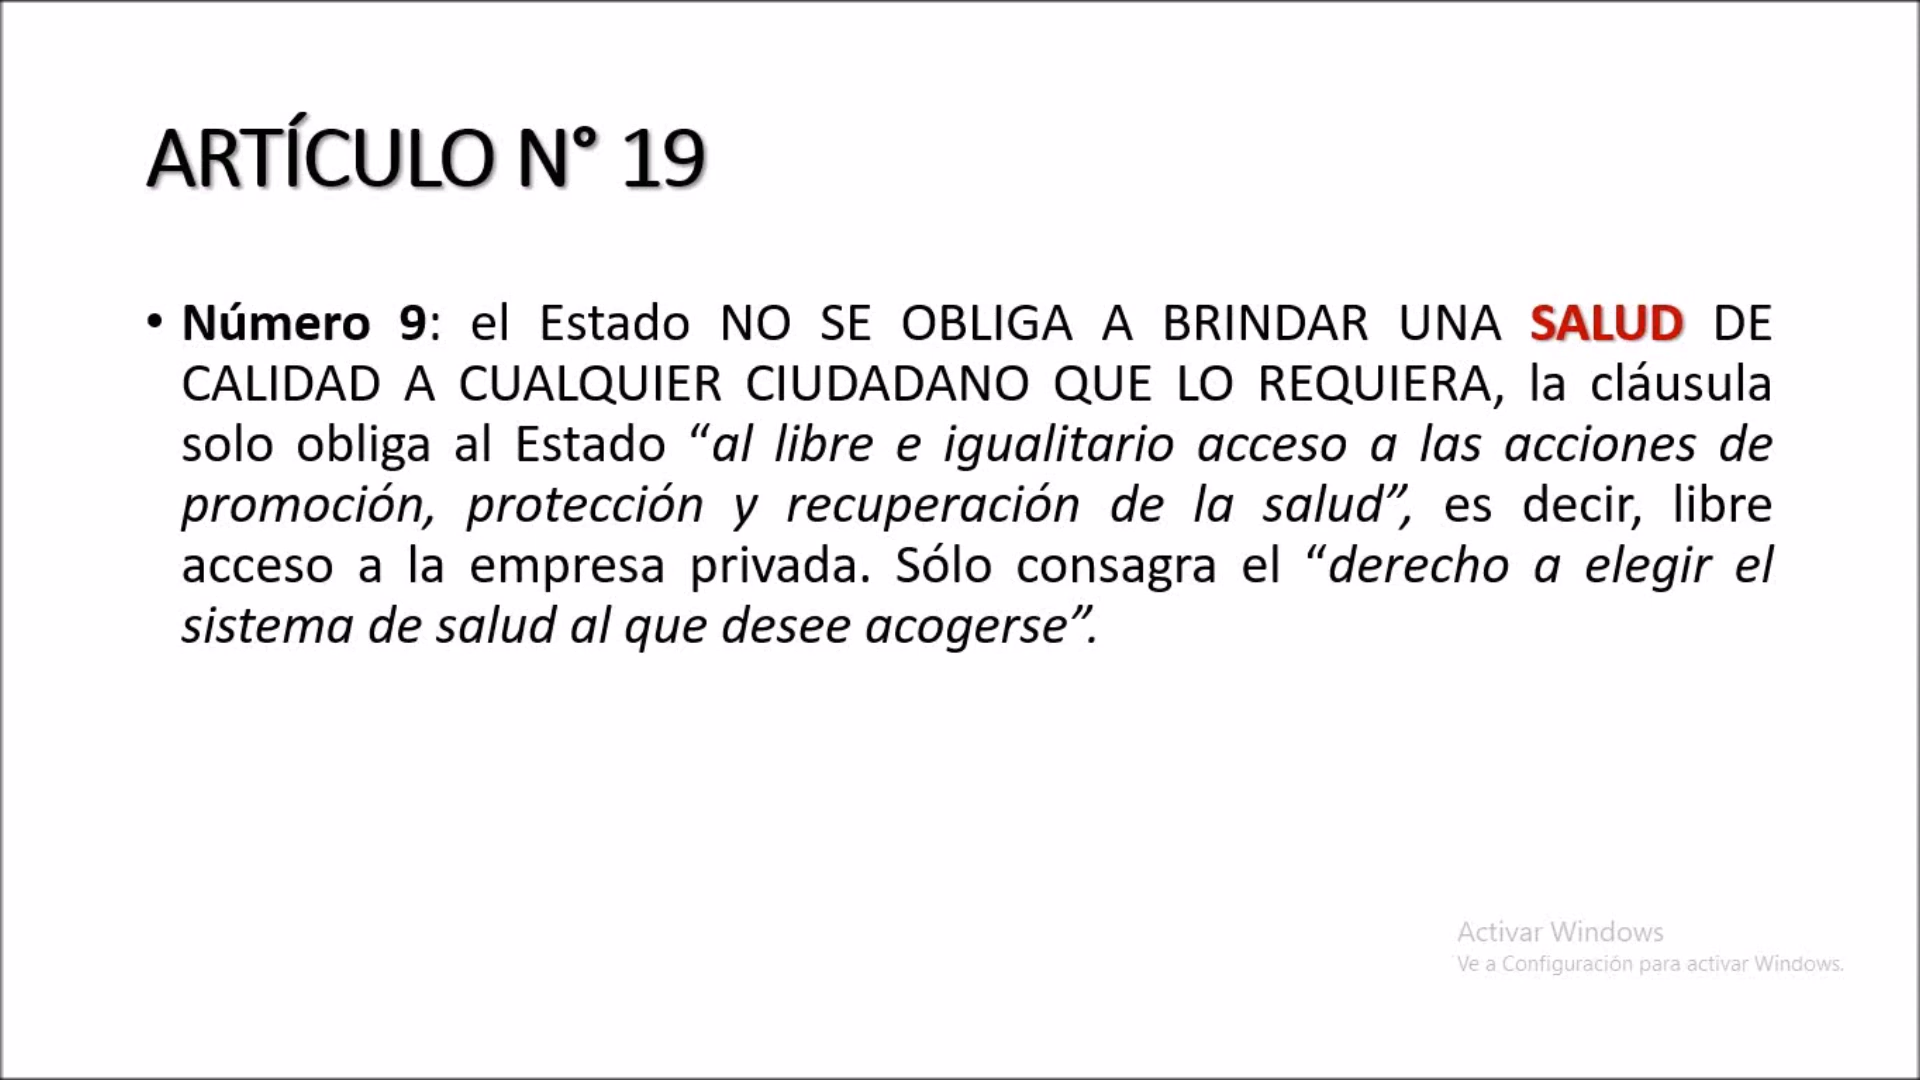 ARTÍCULO N° 19
• Número 9: el Estado NO SE OBLIGA A BRINDAR UNA SALUD DE
CALIDAD A CUALQUIER CIUDADANO QUE LO REQUIERA, la cláusula
solo obliga al Estado “al libre e igualitario acceso a las acciones de
promoción, protección y recuperación de la salud”, es decir, libre
acceso a la empresa privada. Sólo consagra el “derecho a elegir el
sistema de salud al que desee acogerse”.
Activar Windows
Ve a Configuración para activar Windows.